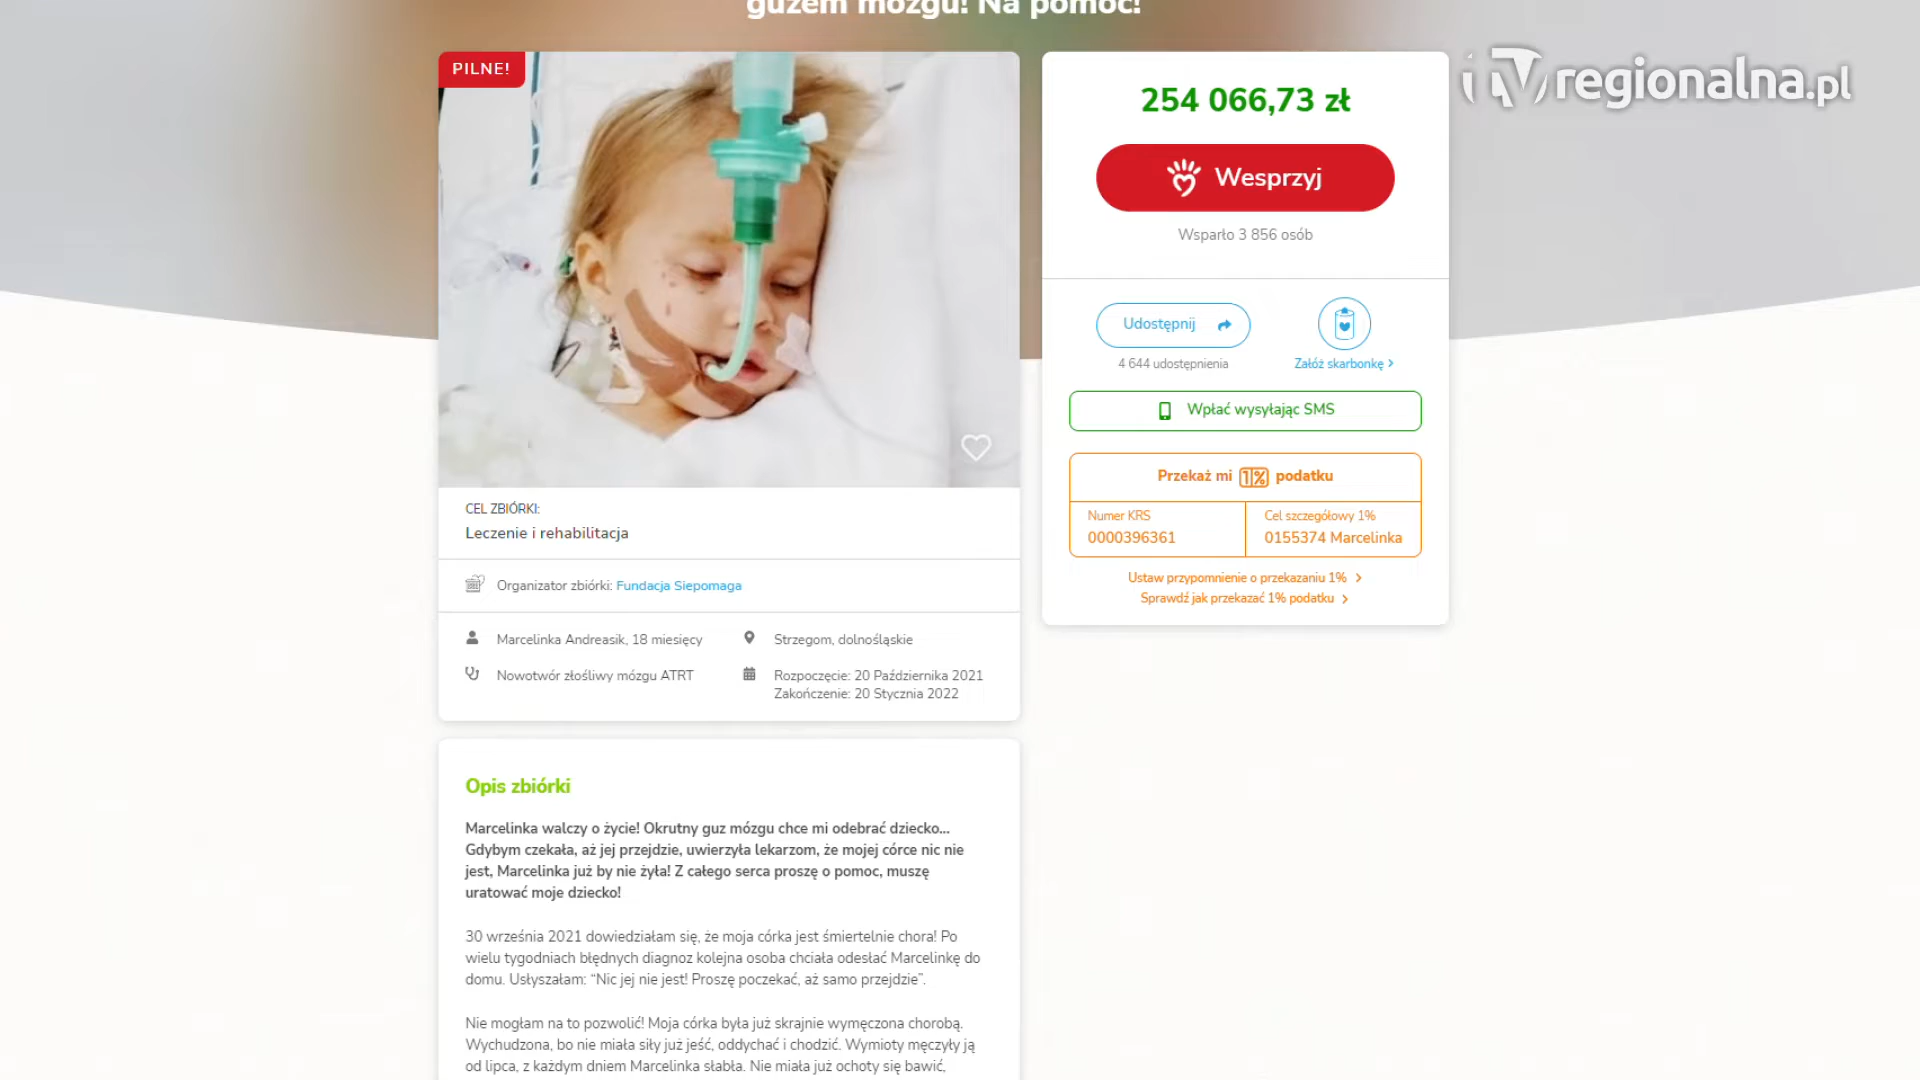 guzem mózgu! Na pomoc!
PILNE!
tvregionalna.pl
254 066,73 zł
Wesprzyj
Wsparło 3 856 osób
Udostępnij
4 644 udostępnienia
Załóż skarbonkę >
Wpłać wysyłając SMS
Przekaż mi 1% podatku
Numer KRS
0000396361
Cel szczegółowy 1%
0155374 Marcelinka
Ustaw przypomnienie o przekazaniu 1% >
Sprawdź jak przekazać 1% podatku >
CEL ZBIÓRKI:
Leczenie i rehabilitacja
Organizator zbiórki: Fundacja Siepomaga
Marcelinka Andreasik, 18 miesięcy
Strzegom, dolnośląskie
Nowotwór złośliwy mózgu ATRT
Rozpoczęcie: 20 Października 2021
Zakończenie: 20 Stycznia 2022
Opis zbiórki
Marcelinka walczy o życie! Okrutny guz mózgu chce mi odebrać dziecko...
Gdybym czekała, aż jej przejdzie, uwierzyła lekarzom, że mojej córce nic nie
jest, Marcelinka już by nie żyła! Z całego serca proszę o pomoc, muszę
uratować moje dziecko!
30 września 2021 dowiedziałam się, że moja córka jest śmiertelnie chora! Po
wielu tygodniach błędnych diagnoz kolejna osoba chciała odesłać Marcelinkę do
domu. Usłyszałam: “Nic jej nie jest! Proszę poczekać, aż samo przejdzie”.
Nie mogłam na to pozwolić! Moja córka była już skrajnie wymęczona chorobą.
Wychudzona, bo nie miała siły już jeść, oddychać i chodzić. Wymioty męczyły ją
od lipca, z każdym dniem Marcelinka słabła. Nie miała już ochoty się bawić,